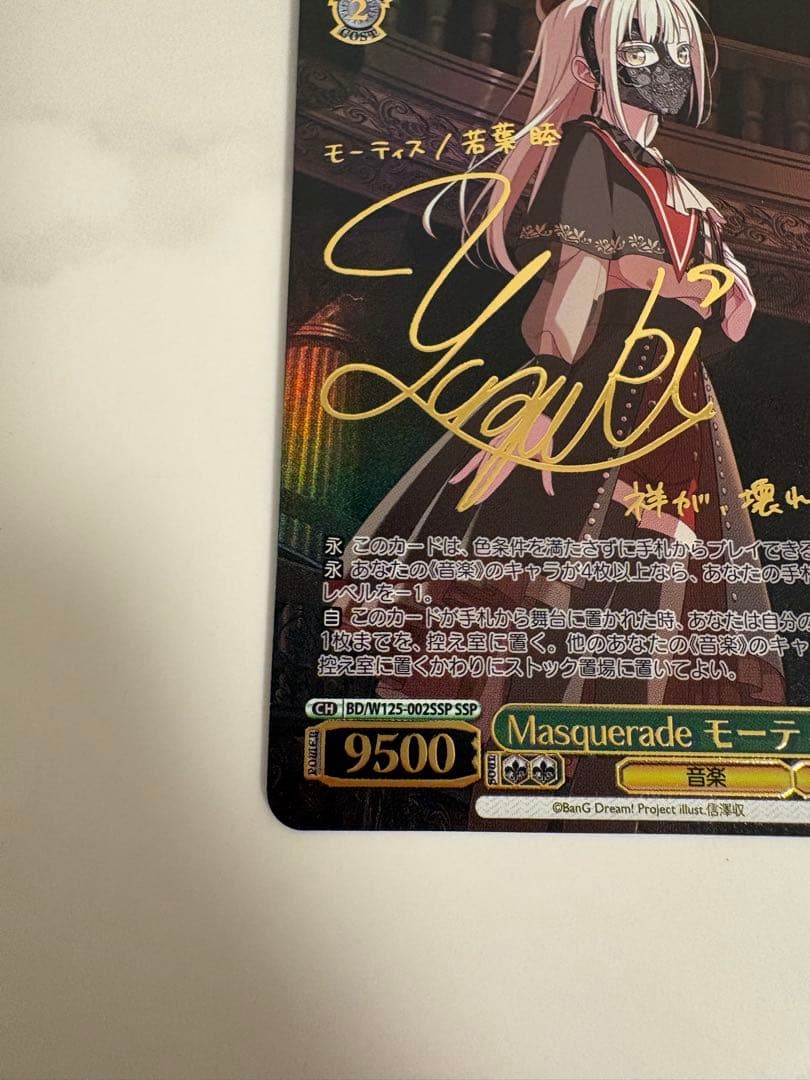 2
COST
モーティス/若葉 睦
Yuzuki
祥が、壊れ
永 このカードは、色条件を満たさずに手札からプレイできる
永 あなたの《音楽》のキャラが4枚以上なら、あなたの手札
レベルを－1。
自 このカードが手札から舞台に置かれた時、あなたは自分の
1枚までを、控え室に置く。他のあなたの《音楽》のキャ
控え室に置くかわりにストック置場に置いてよい。
CH BD/W125-002SSP SSP
POWER 9500 SOUL Masquerade モーテ
音楽
©BanG Dream! Project illust.信澤収